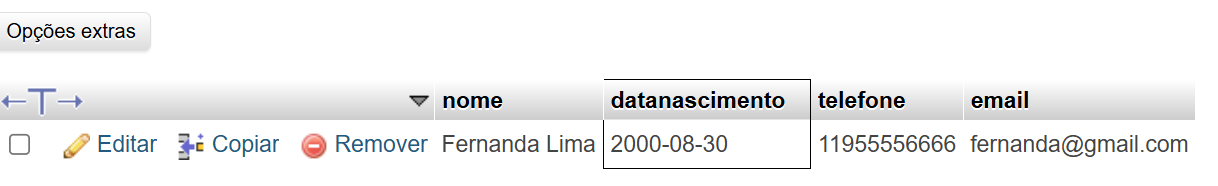 Opções extras
nome datanascimento telefone email
Editar Copiar Remover Fernanda Lima 2000-08-30 11955556666 fernanda@gmail.com